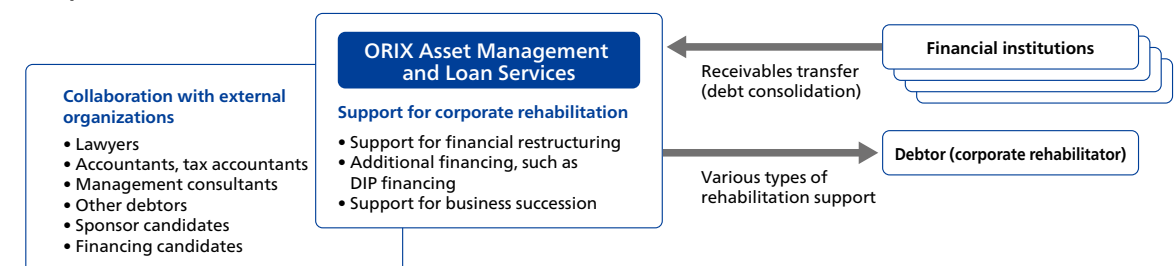 Collaboration with external
organizations
• Lawyers
• Accountants, tax accountants
• Management consultants
• Other debtors
• Sponsor candidates
• Financing candidates
ORIX Asset Management
and Loan Services
Support for corporate rehabilitation
• Support for financial restructuring
• Additional financing, such as
DIP financing
• Support for business succession
Receivables transfer
(debt consolidation)
Various types of
rehabilitation support
Financial institutions
Debtor (corporate rehabilitator)